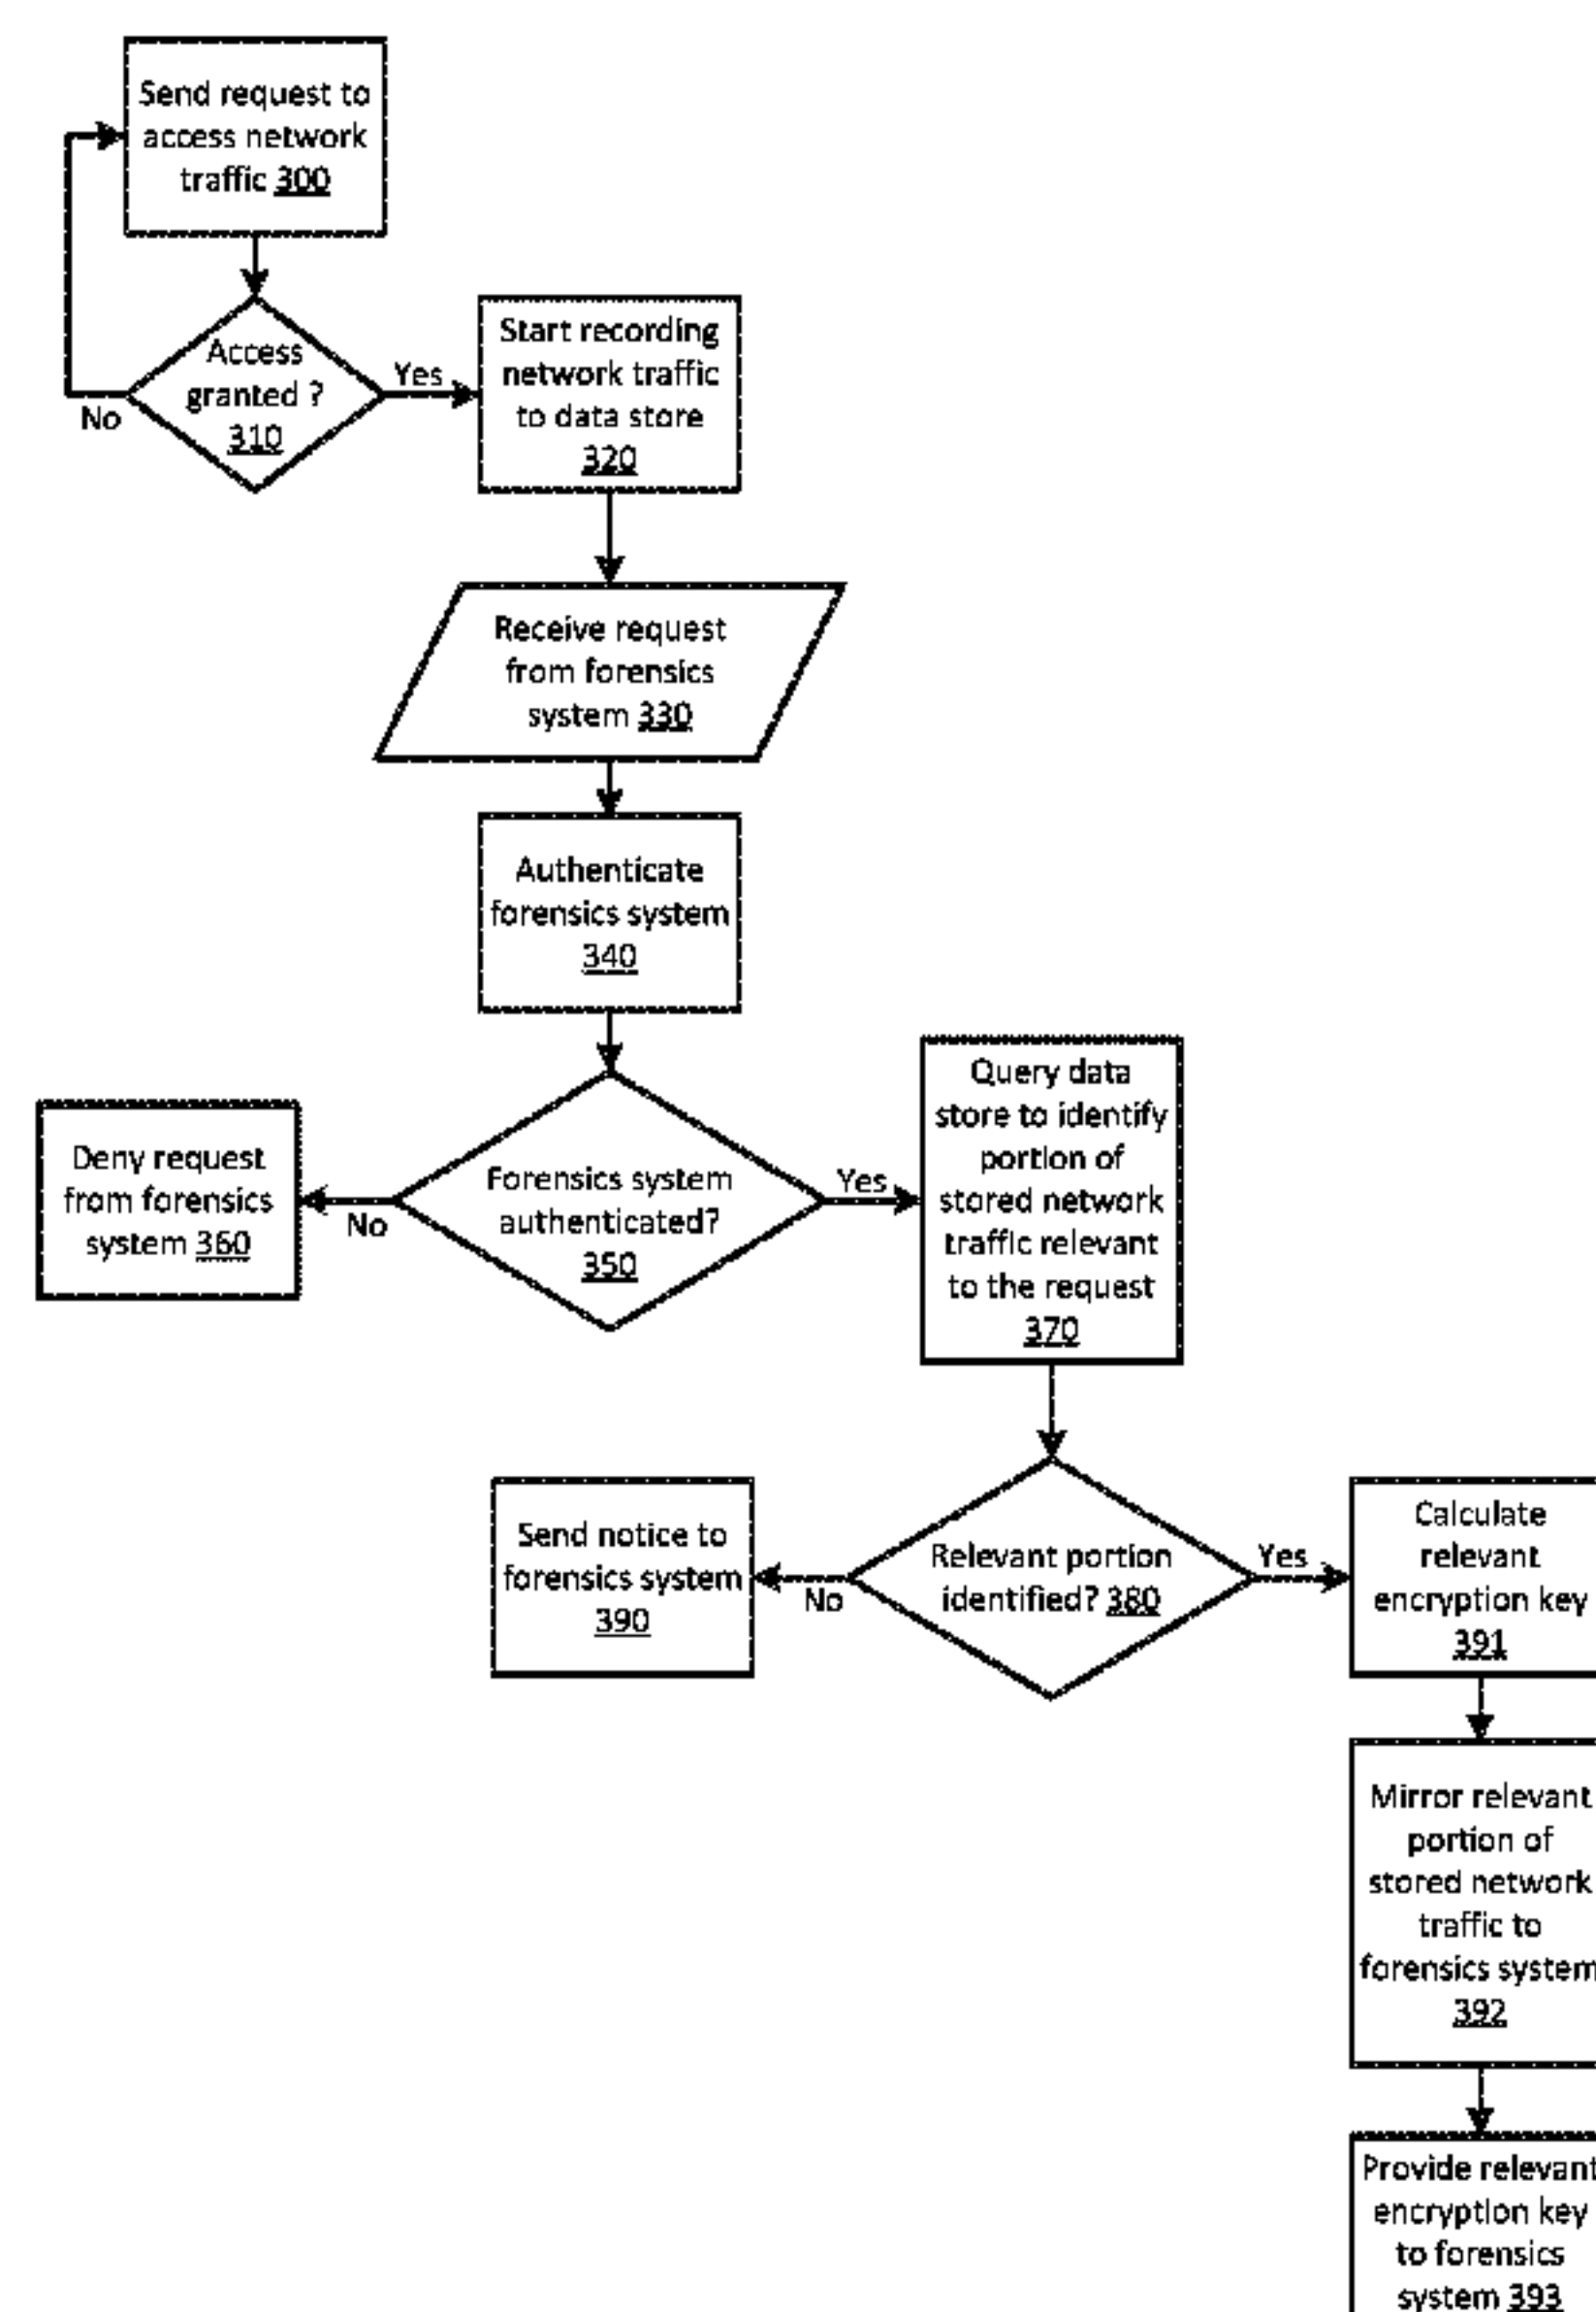 Send request to
access network
traffic 300
Access
granted ?
310
Yes
No
Start recording
network traffic
to data store
320
Receive request
from forensics
system 330
Authenticate
forensics system
340
Forensics system
authenticated?
350
No
Yes
Deny request
from forensics
system 360
Query data
store to identify
portion of
stored network
traffic relevant
to the request
370
Relevant portion
identified? 380
No
Yes
Send notice to
forensics system
390
Calculate
relevant
encryption key
391
Mirror relevant
portion of
stored network
traffic to
forensics system
392
Provide relevant
encryption key
to forensics
system 393